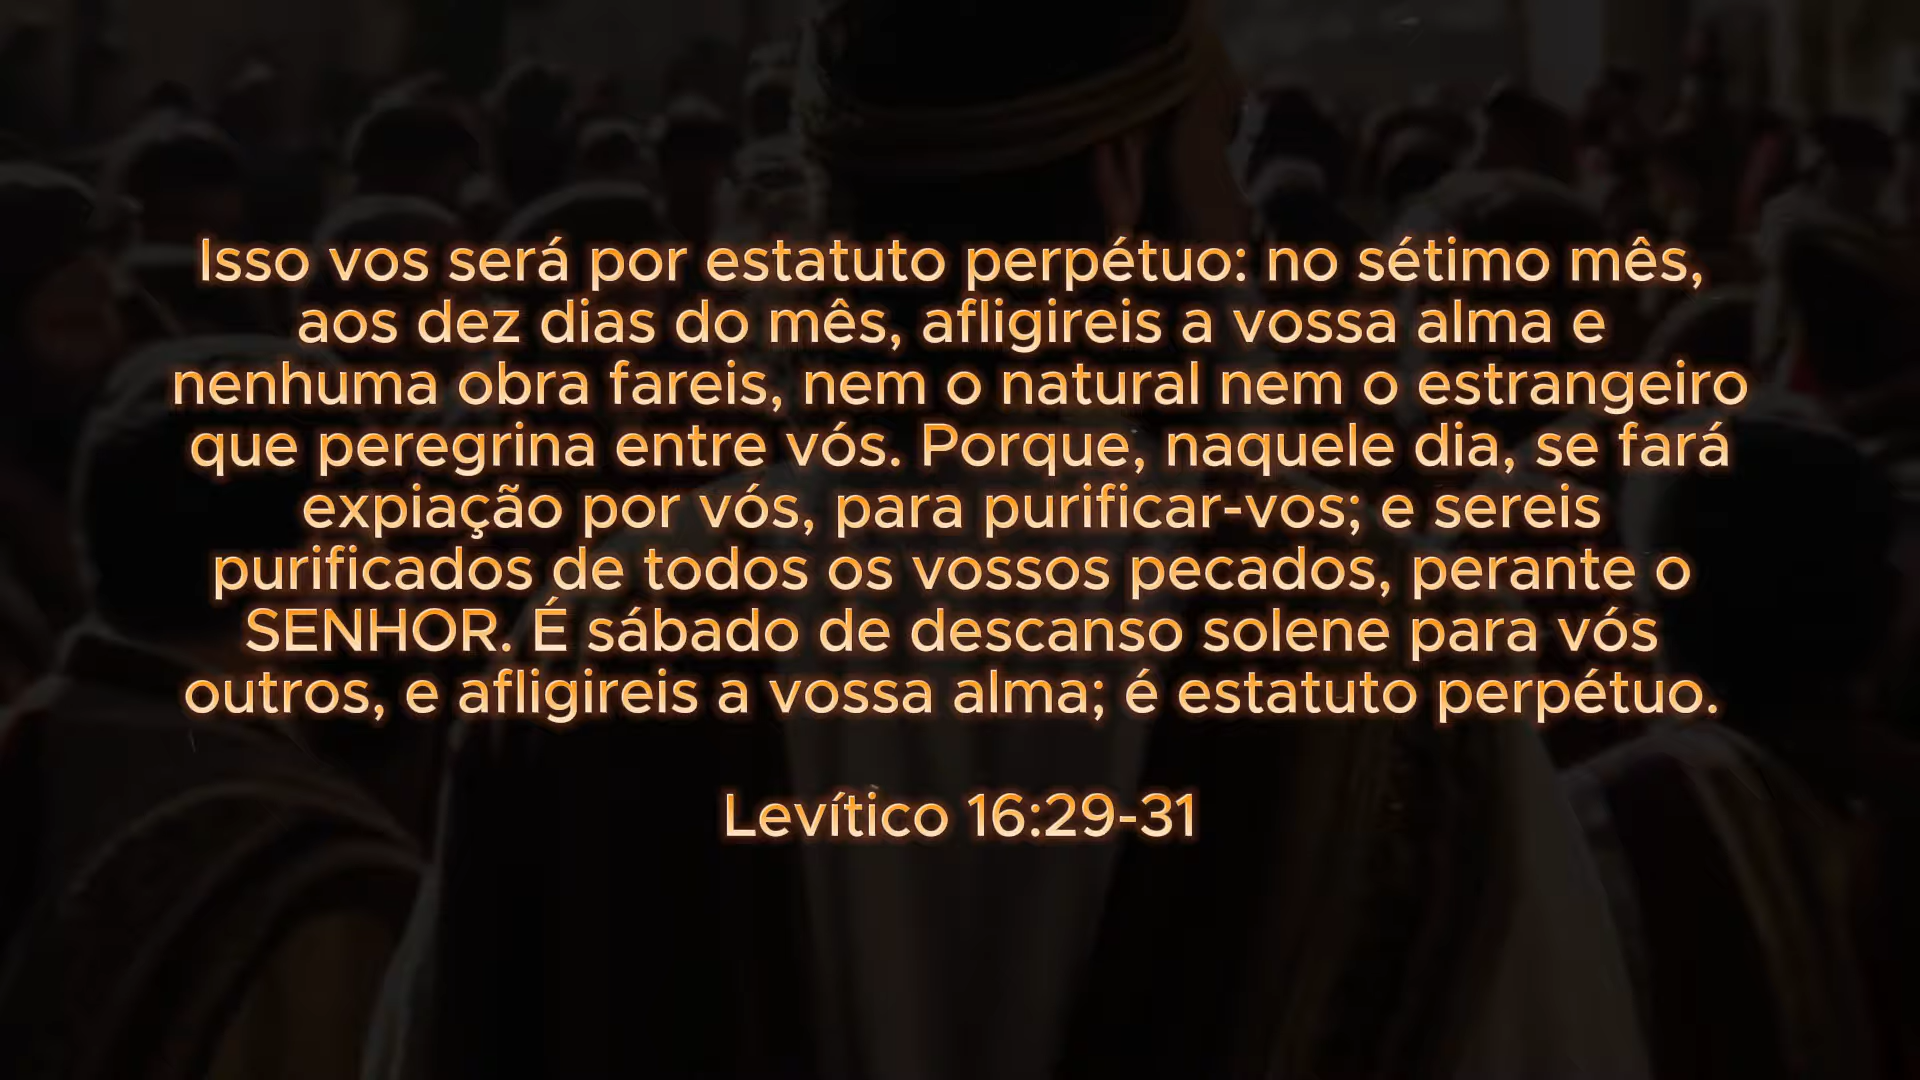 Isso vos será por estatuto perpétuo: no sétimo mês,
aos dez dias do mês, afligireis a vossa alma e
nenhuma obra fareis, nem o natural nem o estrangeiro
que peregrina entre vós. Porque, naquele dia, se fará
expiação por vós, para purificar-vos; e sereis
purificados de todos os vossos pecados, perante o
SENHOR. É sábado de descanso solene para vós
outros, e afligireis a vossa alma; é estatuto perpétuo.
Levítico 16:29-31